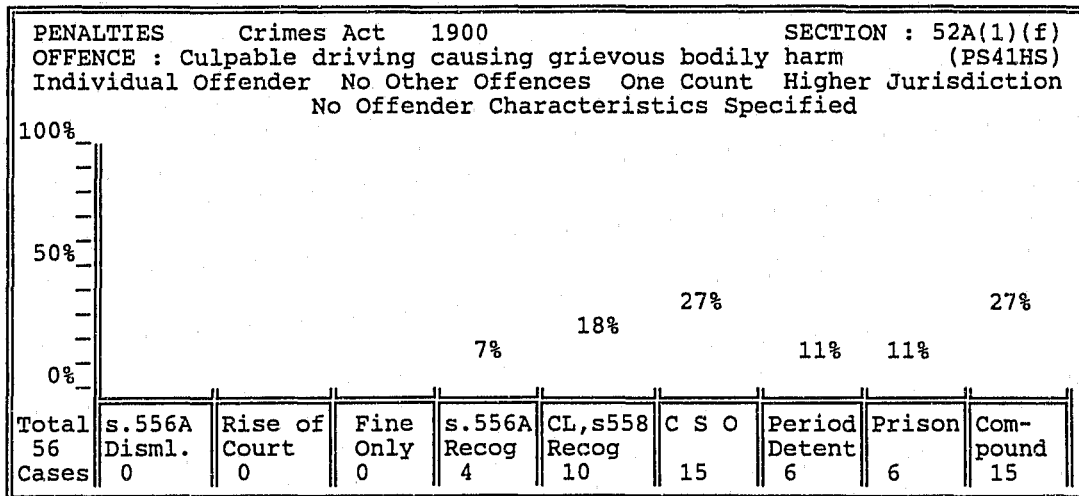 PENALTIES Crimes Act 1900 SECTION : 52A(1)(f)
OFFENCE : Culpable driving causing grievous bodily harm (PS41HS)
Individual Offender No Other Offences One Count Higher Jurisdiction
No Offender Characteristics Specified
100%
50%
27% 27%
18%
7% 11% 11%
0%
Total s.556A Rise of Fine s.556A CL,s558 C S O Period Prison Com-
56 Disml. Court Only Recog Recog Detent pound
Cases 0 0 0 4 10 15 6 6 15